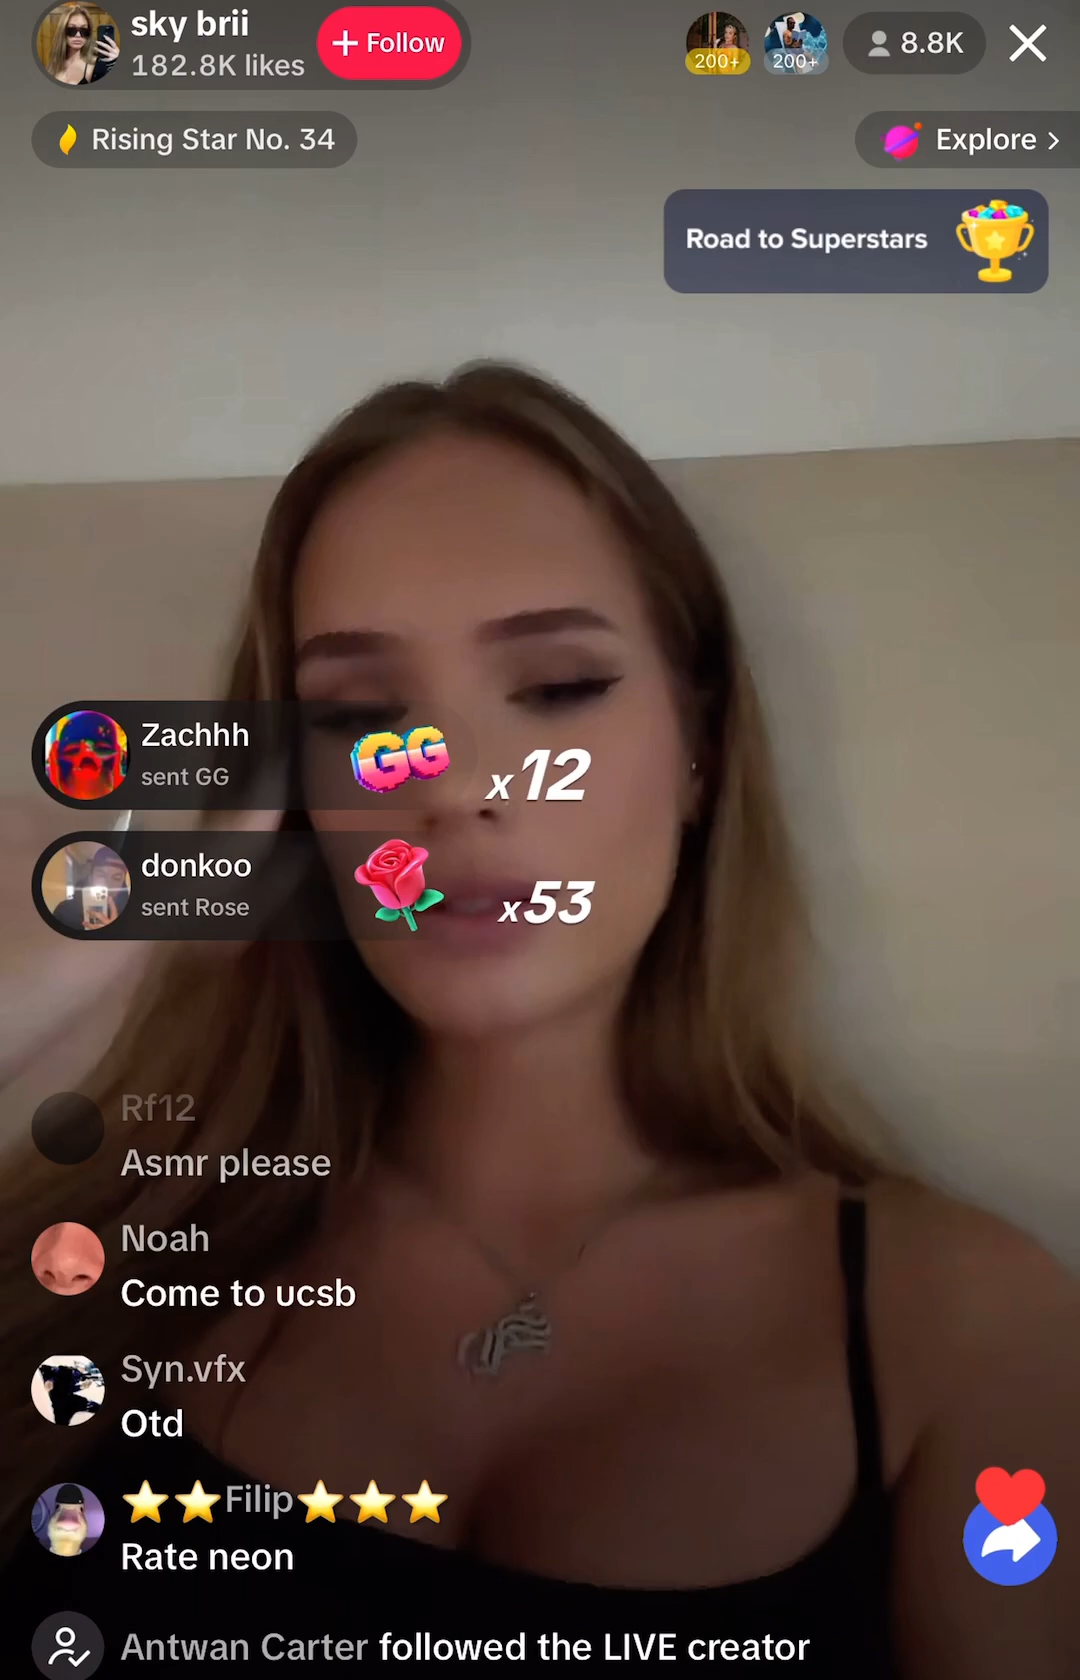 sky brii
182.8K likes
+ Follow
200+
200+
8.8K
Rising Star No. 34
Explore >
Road to Superstars
Zachhh
sent GG
GG
x12
donkoo
sent Rose
x53
Rf12
Asmr please
Noah
Come to ucsb
Syn.vfx
Otd
⭐⭐Filip⭐⭐⭐
Rate neon
Antwan Carter followed the LIVE creator